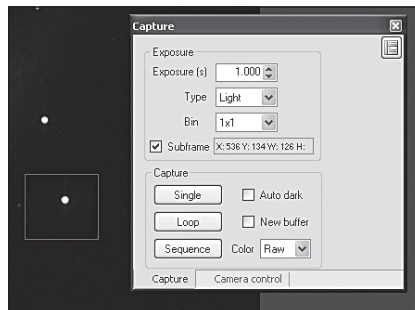 Capture
Exposure
Exposure (s) 1.000
Type Light
Bin 1x1
Subframe X: 536 Y: 134 W: 126 H:
Capture
Single Auto dark
Loop New buffer
Sequence Color Raw
Capture Camera control